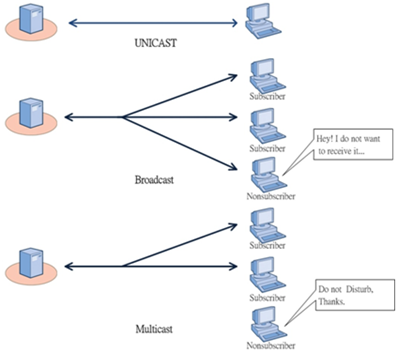 UNICAST
Subscriber
Subscriber
Hey! I do not want
to receive it...
Broadcast
Nonsubscriber
Subscriber
Subscriber
Do not Disturb,
Thanks.
Multicast
Nonsubscriber